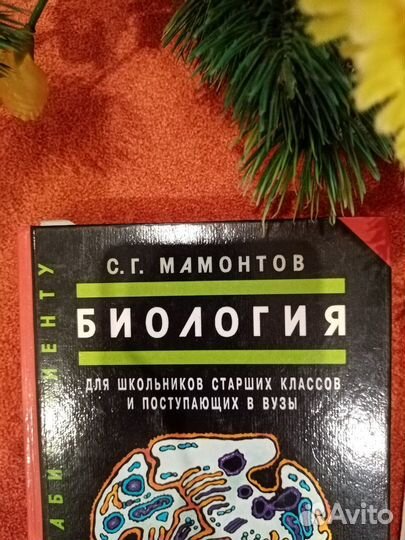 С.Г. МАМОНТОВ
БИОЛОГИЯ
ДЛЯ ШКОЛЬНИКОВ СТАРШИХ КЛАССОВ
И ПОСТУПАЮЩИХ В ВУЗЫ
АБИТУРИЕНТУ
Avito